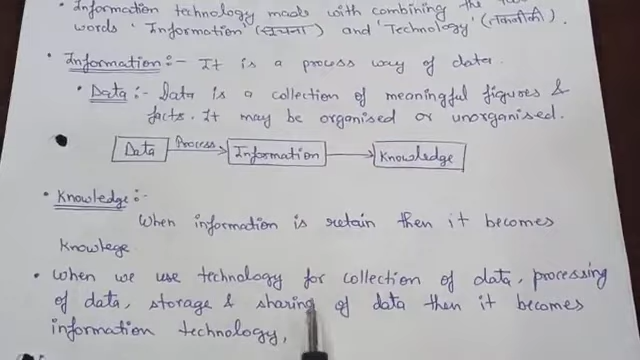 • Information technology made with combining the
words ' Information' (सूचना) and 'Technology' (तकनीकी).
• Information :- It is a process way of data.
• Data :- Data is a collection of meaningful figures &
facts. It may be organised or unorganised.
Data Process Information Knowledge
• Knowledge :-
When information is retain then it becomes
Knowlege.
• When we use technology for collection of data, processing
of data, storage & sharing of data then it becomes
information technology,